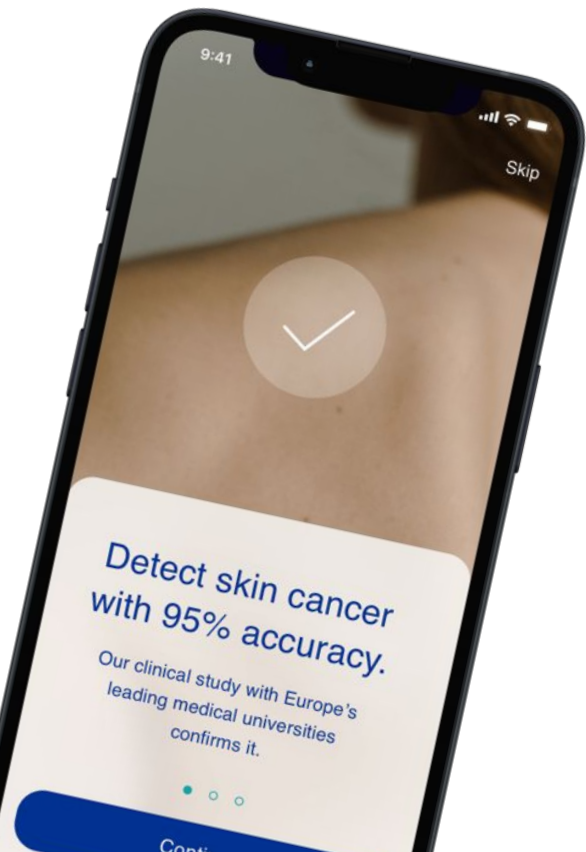 9:41
Skip
Detect skin cancer
with 95% accuracy.
Our clinical study with Europe's
leading medical universities
confirms it.